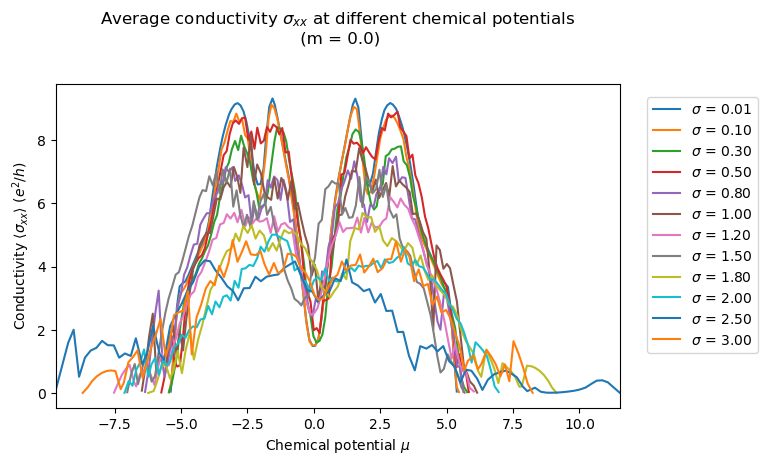 Average conductivity σxx at different chemical potentials
(m = 0.0)
Conductivity ⟨σxx⟩ (e²/h)
8
6
4
2
0
−7.5 −5.0 −2.5 0.0 2.5 5.0 7.5 10.0
Chemical potential μ
σ = 0.01
σ = 0.10
σ = 0.30
σ = 0.50
σ = 0.80
σ = 1.00
σ = 1.20
σ = 1.50
σ = 1.80
σ = 2.00
σ = 2.50
σ = 3.00